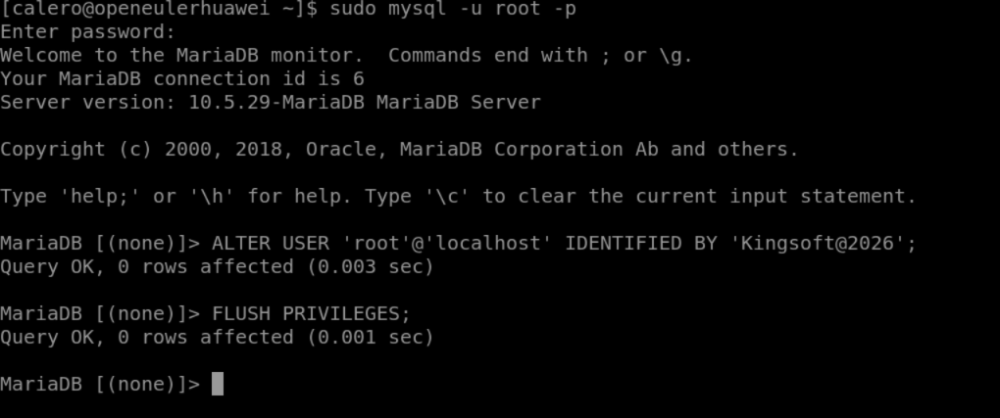 [calero@openeulerhuawei ~]$ sudo mysql -u root -p
Enter password:
Welcome to the MariaDB monitor.  Commands end with ; or \g.
Your MariaDB connection id is 6
Server version: 10.5.29-MariaDB MariaDB Server

Copyright (c) 2000, 2018, Oracle, MariaDB Corporation Ab and others.

Type 'help;' or '\h' for help. Type '\c' to clear the current input statement.

MariaDB [(none)]> ALTER USER 'root'@'localhost' IDENTIFIED BY 'Kingsoft@2026';
Query OK, 0 rows affected (0.003 sec)

MariaDB [(none)]> FLUSH PRIVILEGES;
Query OK, 0 rows affected (0.001 sec)

MariaDB [(none)]>